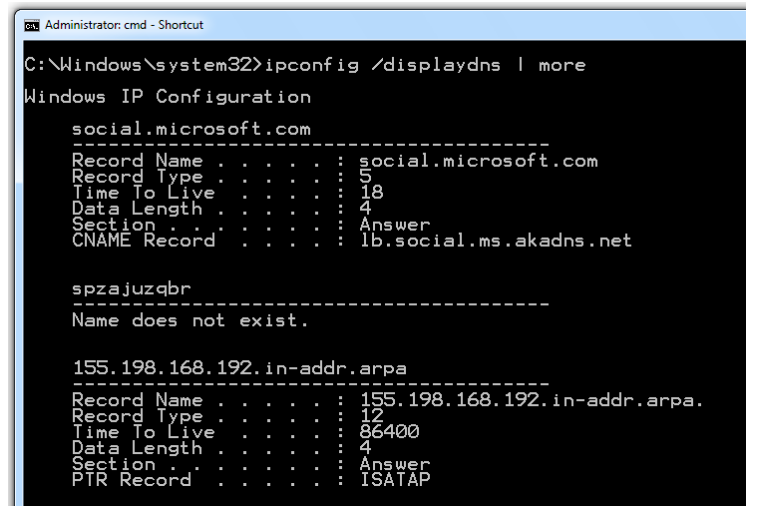 Administrator: cmd - Shortcut
C:\Windows\system32>ipconfig /displaydns | more
Windows IP Configuration
social.microsoft.com
----------------------------------------
Record Name . . . . . : social.microsoft.com
Record Type . . . . . : 5
Time To Live  . . . . : 18
Data Length . . . . . : 4
Section . . . . . . . : Answer
CNAME Record  . . . . : lb.social.ms.akadns.net
spzajuzqbr
----------------------------------------
Name does not exist.
155.198.168.192.in-addr.arpa
----------------------------------------
Record Name . . . . . : 155.198.168.192.in-addr.arpa.
Record Type . . . . . : 12
Time To Live  . . . . : 86400
Data Length . . . . . : 4
Section . . . . . . . : Answer
PTR Record  . . . . . : ISATAP